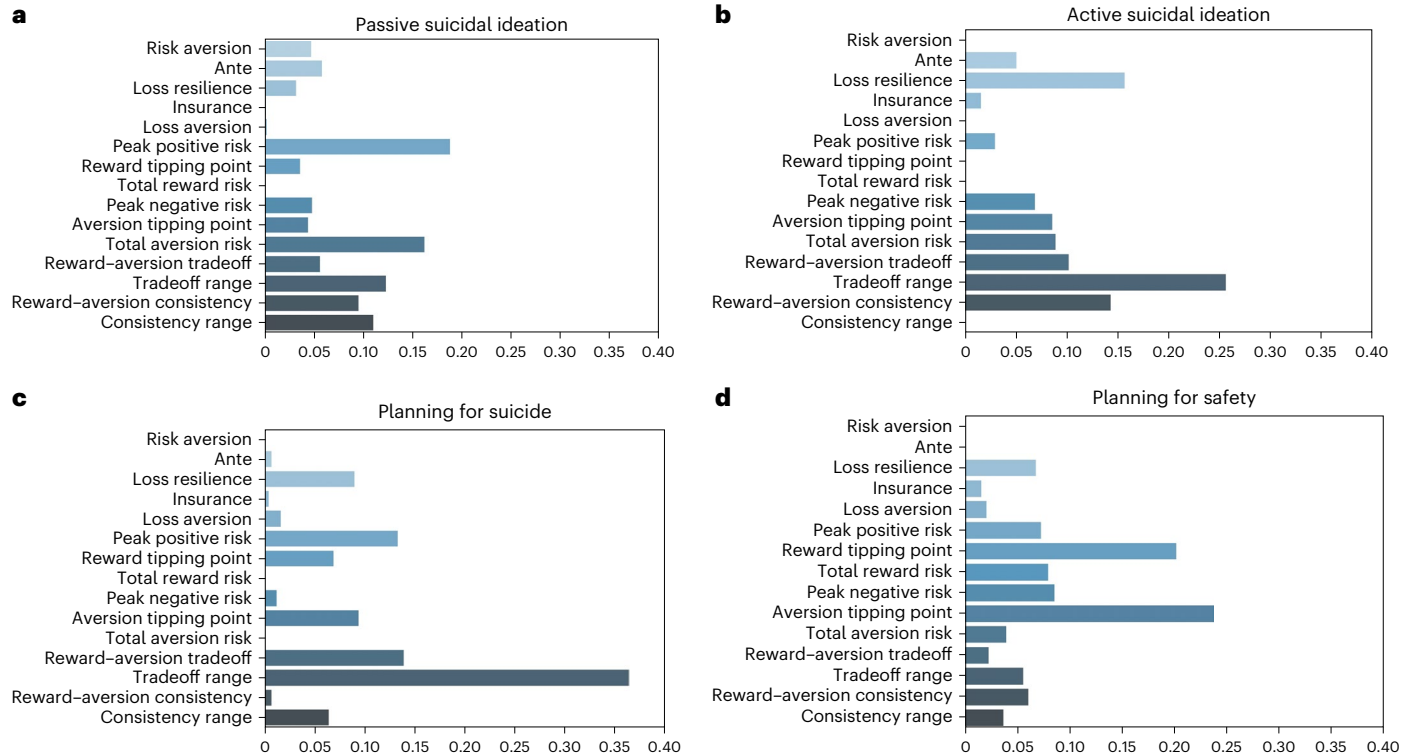 a
Passive suicidal ideation
Risk aversion
Ante
Loss resilience
Insurance
Loss aversion
Peak positive risk
Reward tipping point
Total reward risk
Peak negative risk
Aversion tipping point
Total aversion risk
Reward–aversion tradeoff
Tradeoff range
Reward–aversion consistency
Consistency range
0 0.05 0.10 0.15 0.20 0.25 0.30 0.35 0.40
b
Active suicidal ideation
Risk aversion
Ante
Loss resilience
Insurance
Loss aversion
Peak positive risk
Reward tipping point
Total reward risk
Peak negative risk
Aversion tipping point
Total aversion risk
Reward–aversion tradeoff
Tradeoff range
Reward–aversion consistency
Consistency range
0 0.05 0.10 0.15 0.20 0.25 0.30 0.35 0.40
c
Planning for suicide
Risk aversion
Ante
Loss resilience
Insurance
Loss aversion
Peak positive risk
Reward tipping point
Total reward risk
Peak negative risk
Aversion tipping point
Total aversion risk
Reward–aversion tradeoff
Tradeoff range
Reward–aversion consistency
Consistency range
0 0.05 0.10 0.15 0.20 0.25 0.30 0.35 0.40
d
Planning for safety
Risk aversion
Ante
Loss resilience
Insurance
Loss aversion
Peak positive risk
Reward tipping point
Total reward risk
Peak negative risk
Aversion tipping point
Total aversion risk
Reward–aversion tradeoff
Tradeoff range
Reward–aversion consistency
Consistency range
0 0.05 0.10 0.15 0.20 0.25 0.30 0.35 0.40